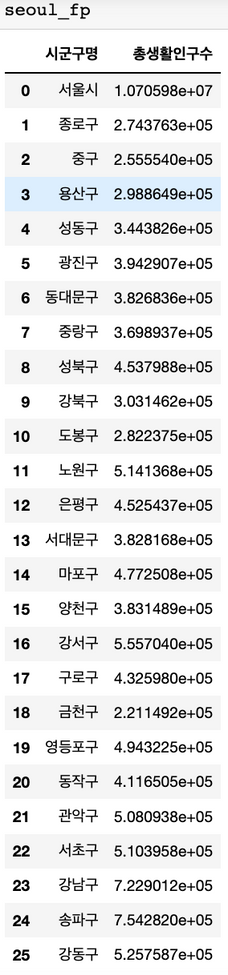 seoul_fp
시군구명 총생활인구수
0 서울시 1.070598e+07
1 종로구 2.743763e+05
2 중구 2.555540e+05
3 용산구 2.988649e+05
4 성동구 3.443826e+05
5 광진구 3.942907e+05
6 동대문구 3.826836e+05
7 중랑구 3.698937e+05
8 성북구 4.537988e+05
9 강북구 3.031462e+05
10 도봉구 2.822375e+05
11 노원구 5.141368e+05
12 은평구 4.525437e+05
13 서대문구 3.828168e+05
14 마포구 4.772508e+05
15 양천구 3.831489e+05
16 강서구 5.557040e+05
17 구로구 4.325980e+05
18 금천구 2.211492e+05
19 영등포구 4.943225e+05
20 동작구 4.116505e+05
21 관악구 5.080938e+05
22 서초구 5.103958e+05
23 강남구 7.229012e+05
24 송파구 7.542820e+05
25 강동구 5.257587e+05